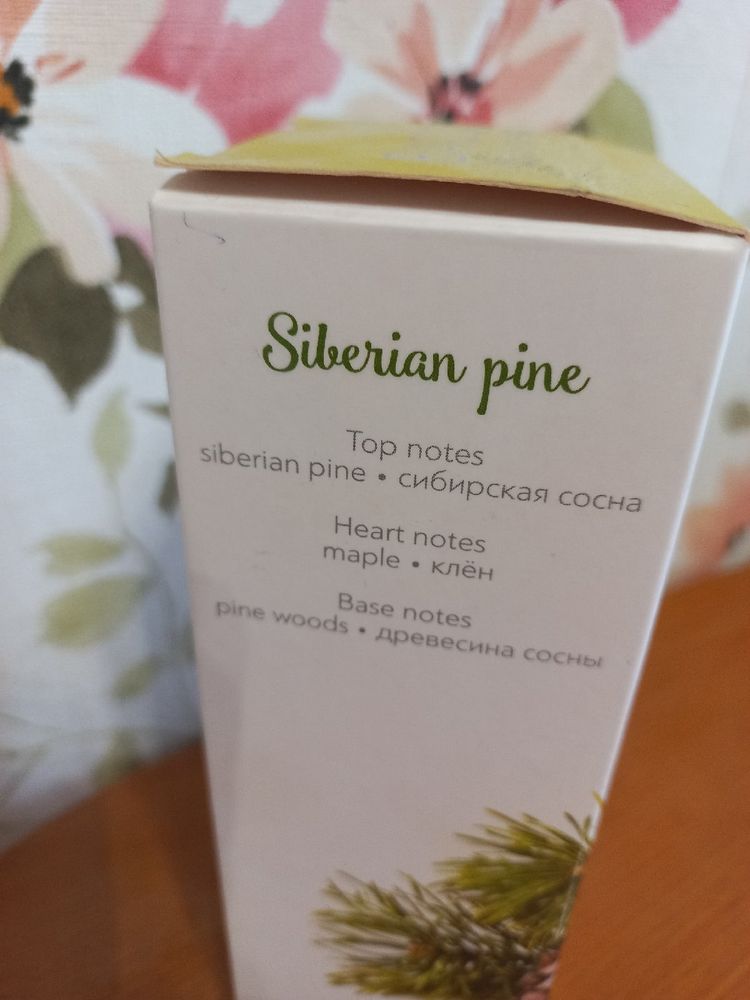 Siberian pine
Top notes
siberian pine • сибирская сосна
Heart notes
maple • клён
Base notes
pine woods • древесина сосны